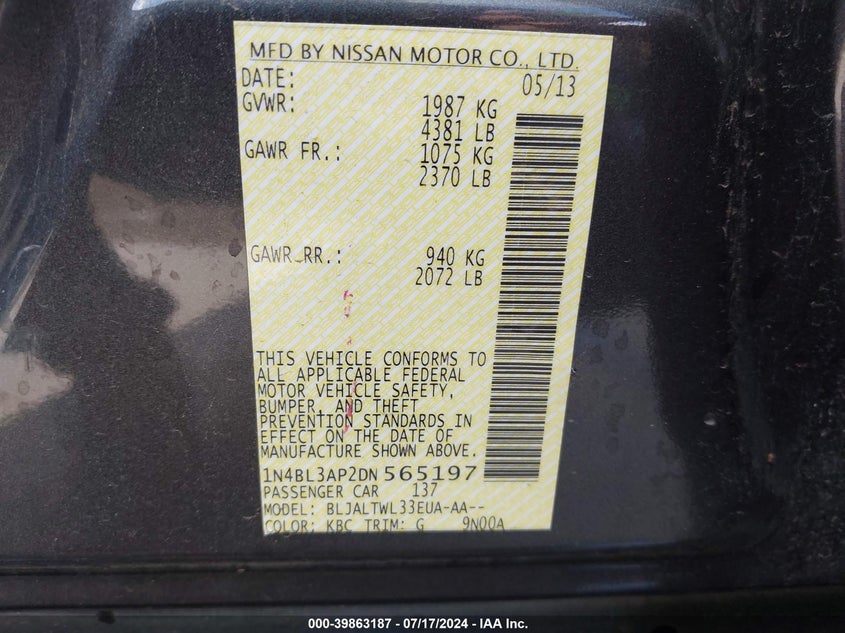 MFD BY NISSAN MOTOR CO., LTD.
DATE: 05/13
GVWR: 1987 KG
4381 LB
GAWR FR.: 1075 KG
2370 LB
GAWR RR.: 940 KG
2072 LB
THIS VEHICLE CONFORMS TO
ALL APPLICABLE FEDERAL
MOTOR VEHICLE SAFETY,
BUMPER, AND THEFT
PREVENTION STANDARDS IN
EFFECT ON THE DATE OF
MANUFACTURE SHOWN ABOVE.
1N4BL3AP2DN565197
PASSENGER CAR 137
MODEL: BLJALTWL33EUA-AA--
COLOR: KBC TRIM: G 9N00A
000-39863187 - 07/17/2024 - IAA Inc.